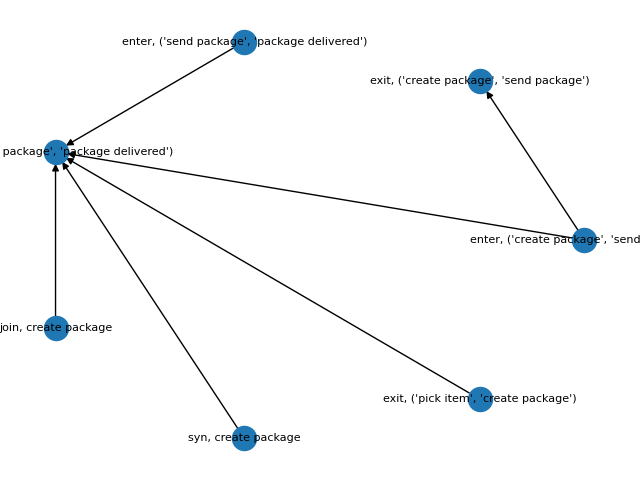 enter, ('send package', 'package delivered')
exit, ('create package', 'send package')
package', 'package delivered')
enter, ('create package', 'send
join, create package
exit, ('pick item', 'create package')
syn, create package